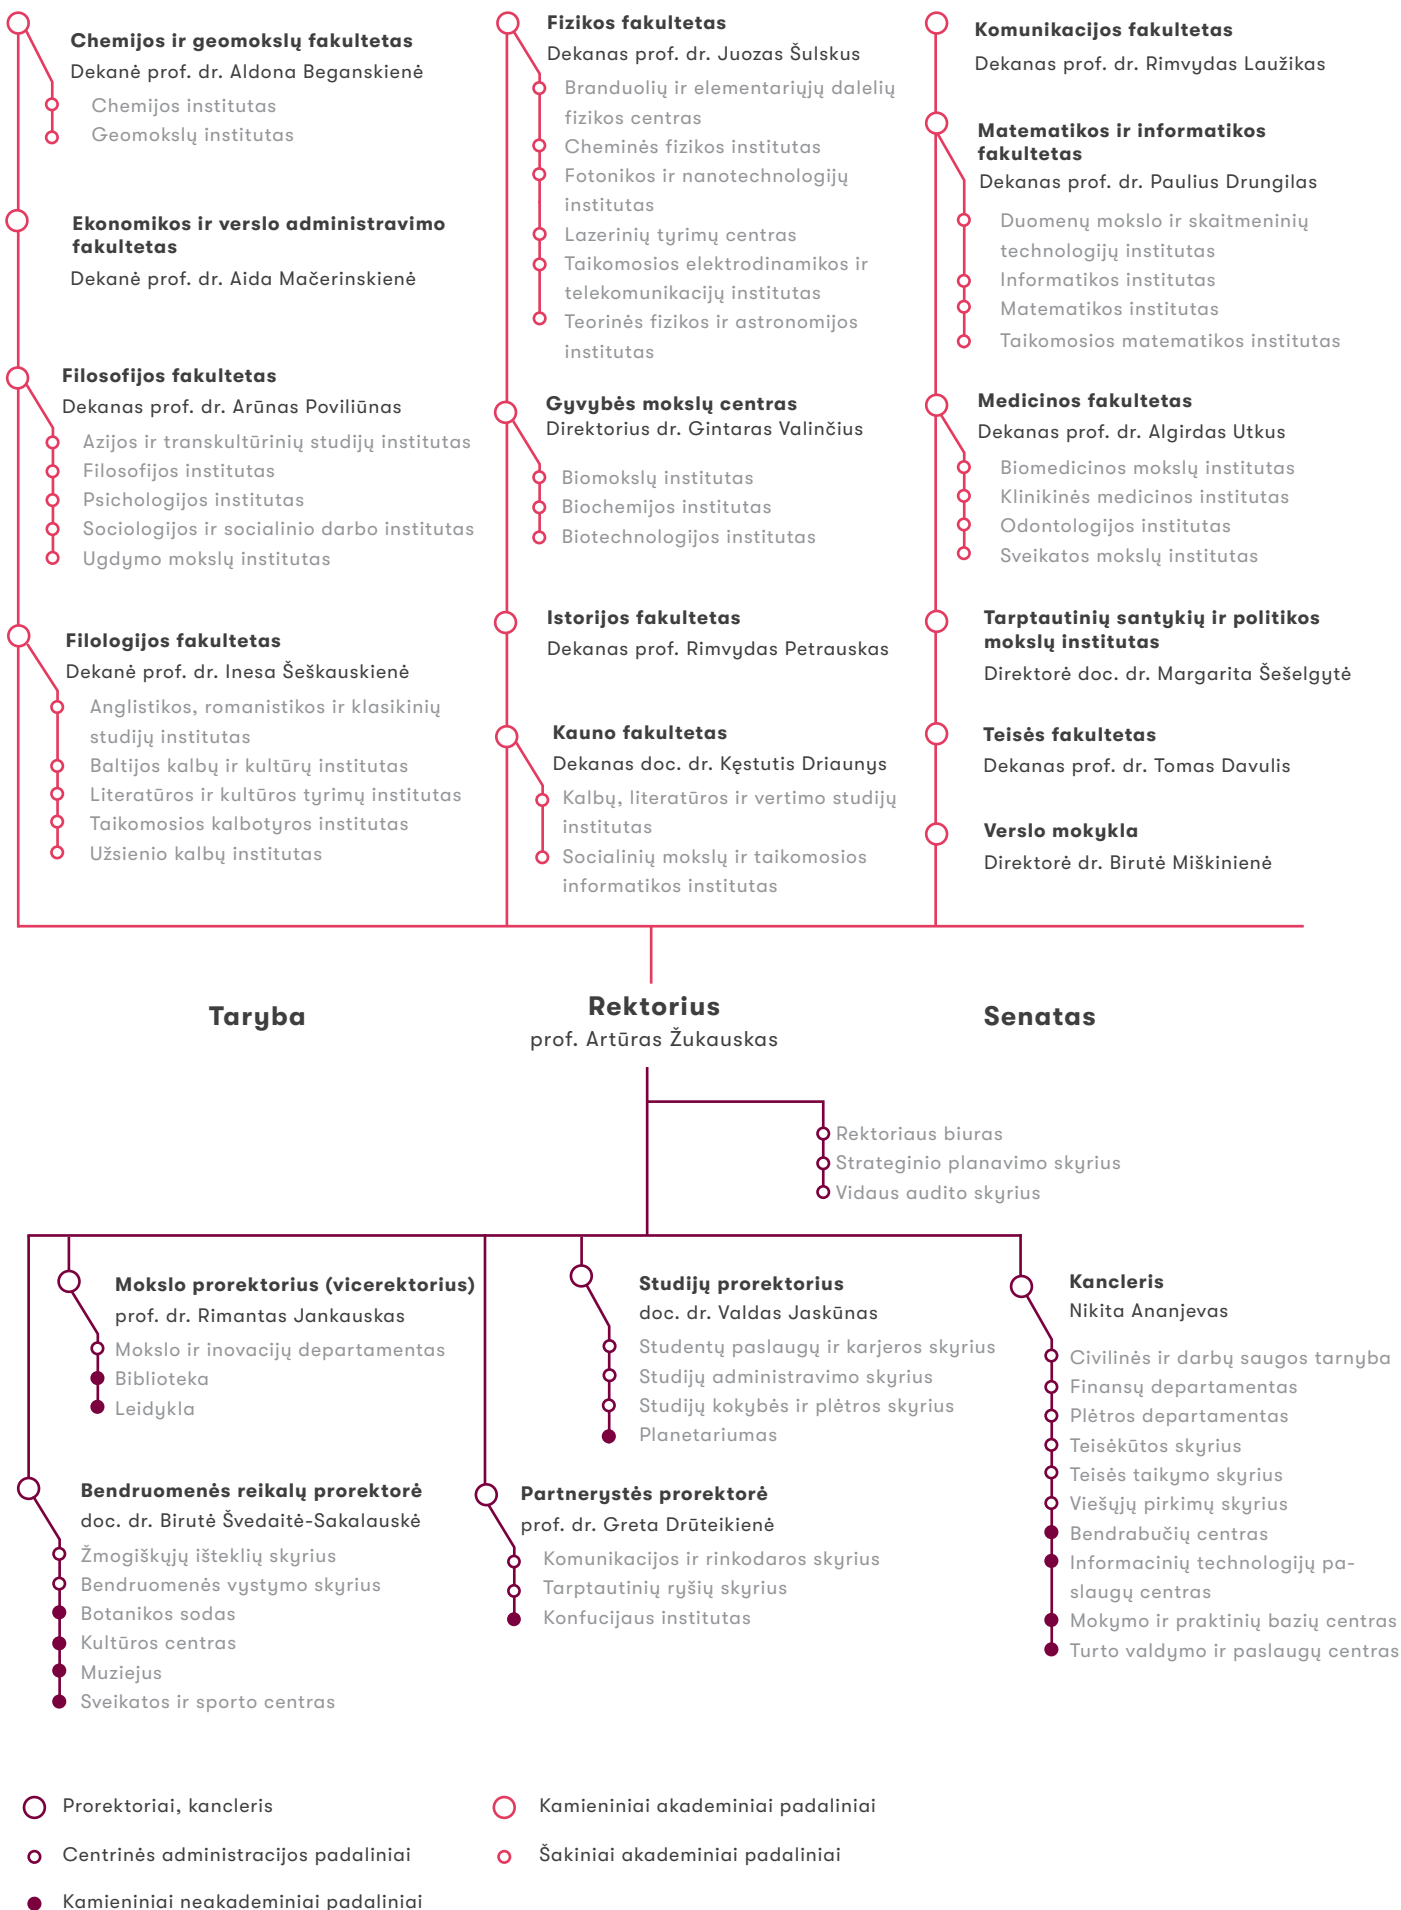 Chemijos ir geomokslų fakultetas
Dekanė prof. dr. Aldona Beganskienė
Chemijos institutas
Geomokslų institutas
Ekonomikos ir verslo administravimo
fakultetas
Dekanė prof. dr. Aida Mačerinskienė
Filosofijos fakultetas
Dekanas prof. dr. Arūnas Poviliūnas
Azijos ir transkultūrinių studijų institutas
Filosofijos institutas
Psichologijos institutas
Sociologijos ir socialinio darbo institutas
Ugdymo mokslų institutas
Filologijos fakultetas
Dekanė prof. dr. Inesa Šeškauskienė
Anglistikos, romanistikos ir klasikinių
studijų institutas
Baltijos kalbų ir kultūrų institutas
Literatūros ir kultūros tyrimų institutas
Taikomosios kalbotyros institutas
Užsienio kalbų institutas
Fizikos fakultetas
Dekanas prof. dr. Juozas Šulskus
Branduolių ir elementariųjų dalelių
fizikos centras
Cheminės fizikos institutas
Fotonikos ir nanotechnologijų
institutas
Lazerinių tyrimų centras
Taikomosios elektrodinamikos ir
telekomunikacijų institutas
Teorinės fizikos ir astronomijos
institutas
Gyvybės mokslų centras
Direktorius dr. Gintaras Valinčius
Biomokslų institutas
Biochemijos institutas
Biotechnologijos institutas
Istorijos fakultetas
Dekanas prof. Rimvydas Petrauskas
Kauno fakultetas
Dekanas doc. dr. Kęstutis Driaunys
Kalbų, literatūros ir vertimo studijų
institutas
Socialinių mokslų ir taikomosios
informatikos institutas
Komunikacijos fakultetas
Dekanas prof. dr. Rimvydas Laužikas
Matematikos ir informatikos
fakultetas
Dekanas prof. dr. Paulius Drungilas
Duomenų mokslo ir skaitmeninių
technologijų institutas
Informatikos institutas
Matematikos institutas
Taikomosios matematikos institutas
Medicinos fakultetas
Dekanas prof. dr. Algirdas Utkus
Biomedicinos mokslų institutas
Klinikinės medicinos institutas
Odontologijos institutas
Sveikatos mokslų institutas
Tarptautinių santykių ir politikos
mokslų institutas
Direktorė doc. dr. Margarita Šešelgytė
Teisės fakultetas
Dekanas prof. dr. Tomas Davulis
Verslo mokykla
Direktorė dr. Birutė Miškinienė
Taryba
Rektorius
prof. Artūras Žukauskas
Senatas
Rektoriaus biuras
Strateginio planavimo skyrius
Vidaus audito skyrius
Mokslo prorektorius (vicerektorius)
prof. dr. Rimantas Jankauskas
Mokslo ir inovacijų departamentas
Biblioteka
Leidykla
Bendruomenės reikalų prorektorė
doc. dr. Birutė Švedaitė-Sakalauskė
Žmogiškųjų išteklių skyrius
Bendruomenės vystymo skyrius
Botanikos sodas
Kultūros centras
Muziejus
Sveikatos ir sporto centras
Studijų prorektorius
doc. dr. Valdas Jaskūnas
Studentų paslaugų ir karjeros skyrius
Studijų administravimo skyrius
Studijų kokybės ir plėtros skyrius
Planetariumas
Partnerystės prorektorė
prof. dr. Greta Drūteikienė
Komunikacijos ir rinkodaros skyrius
Tarptautinių ryšių skyrius
Konfucijaus institutas
Kancleris
Nikita Ananjevas
Civilinės ir darbų saugos tarnyba
Finansų departamentas
Plėtros departamentas
Teisėkūtos skyrius
Teisės taikymo skyrius
Viešųjų pirkimų skyrius
Bendrabučių centras
Informacinių technologijų pa-
slaugų centras
Mokymo ir praktinių bazių centras
Turto valdymo ir paslaugų centras
Prorektoriai, kancleris
Centrinės administracijos padaliniai
Kamieniniai neakademiniai padaliniai
Kamieniniai akademiniai padaliniai
Šakiniai akademiniai padaliniai